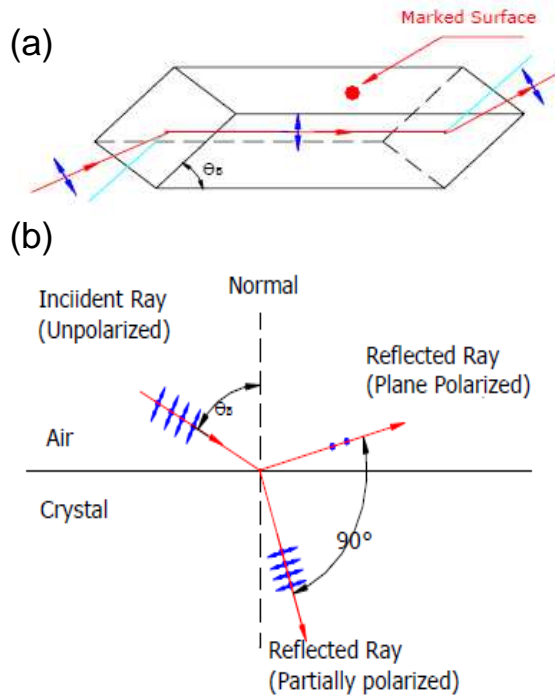 (a)
Marked Surface
θB
(b)
Inciident Ray
(Unpolarized)
Normal
Reflected Ray
(Plane Polarized)
θB
Air
Crystal
90°
Reflected Ray
(Partially polarized)